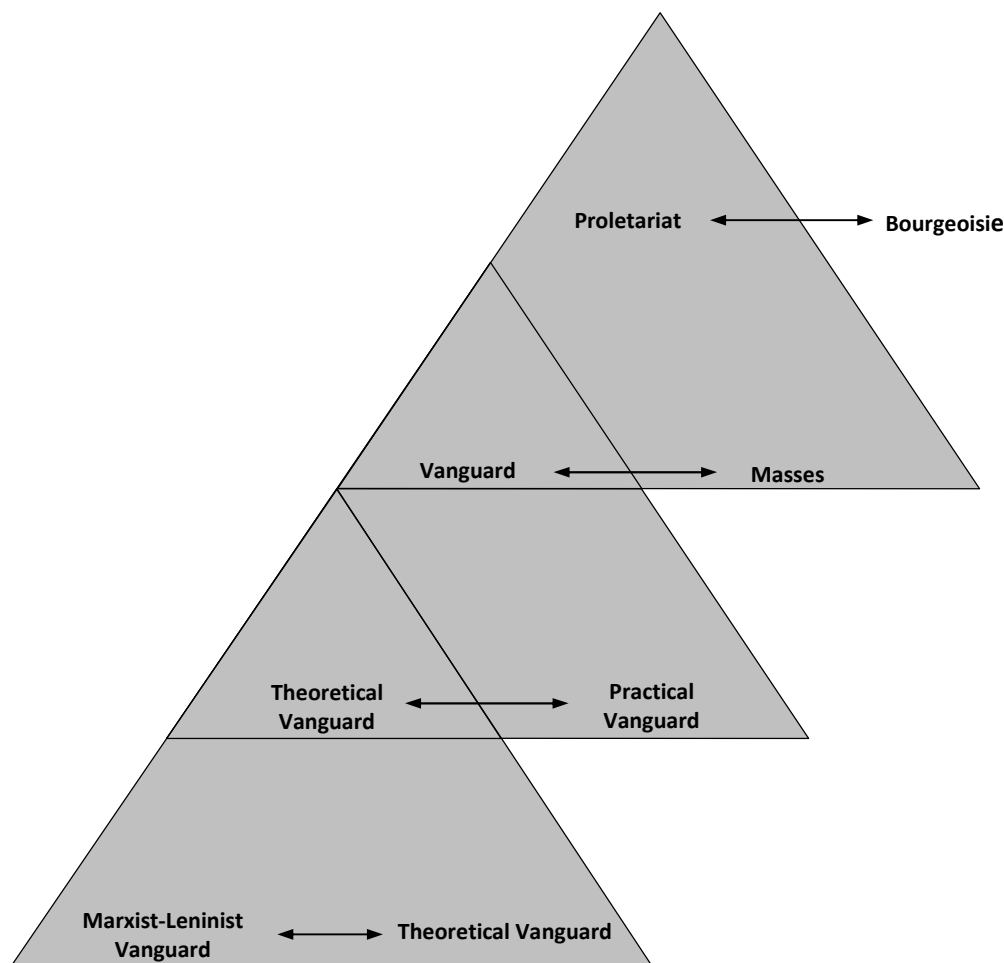 Proletariat
Bourgeoisie
Vanguard
Masses
Theoretical
Vanguard
Practical
Vanguard
Marxist-Leninist
Vanguard
Theoretical Vanguard